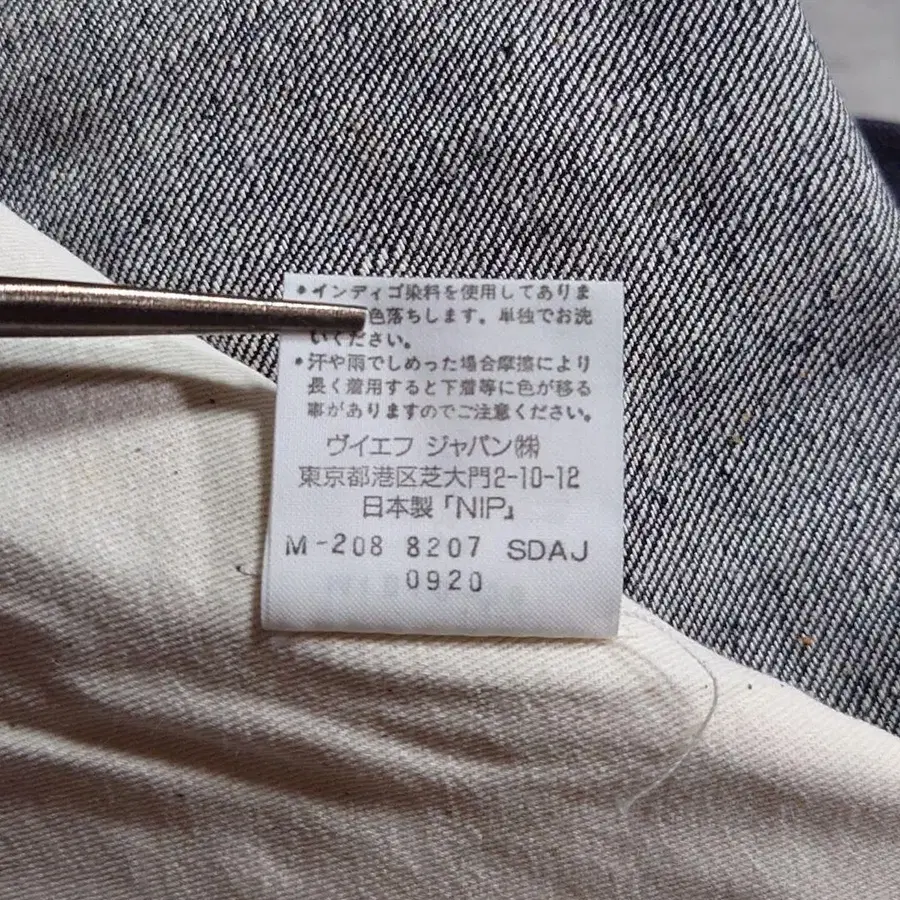 •インディゴ染料を使用してありま
色落ちします。単独でお洗
いください。
•汗や雨でしめった場合摩擦により
長く着用すると下着等に色が移る
事がありますのでご注意ください。
ヴイエフ ジャパン㈱
東京都港区芝大門2-10-12
日本製「NIP」
M-208 8207 SDAJ
0920